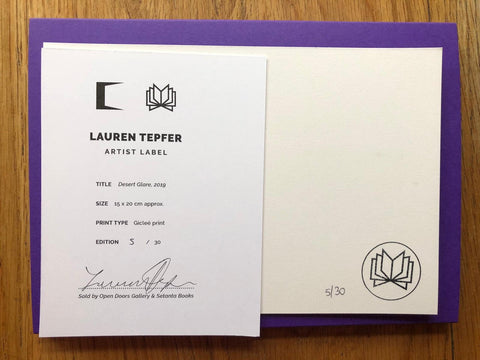 LAUREN TEPFER
ARTIST LABEL
TITLE Desert Glare, 2019
SIZE 15 x 20 cm approx.
PRINT TYPE Gicleé print
EDITION 5 / 30
Sold by Open Doors Gallery & Setanta Books
5/30